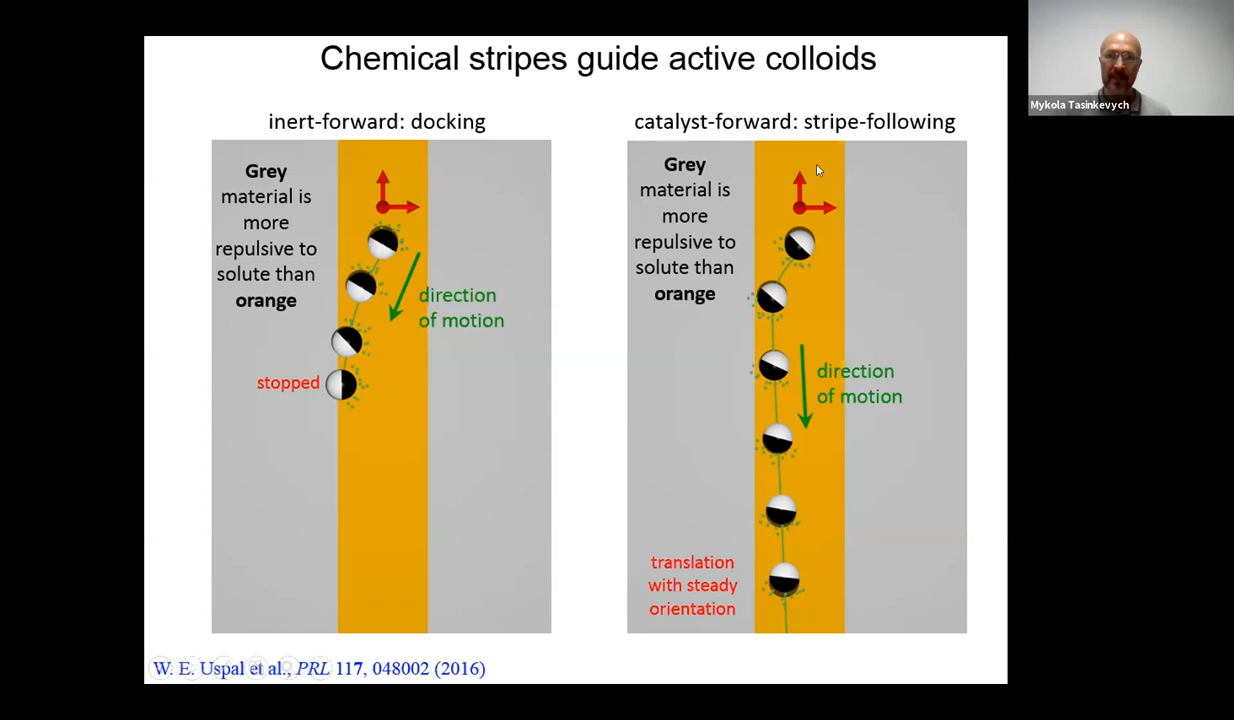 Chemical stripes guide active colloids
Mykola Tasinkevych
inert-forward: docking
Grey
material is
more
repulsive to
solute than
orange
direction
of motion
stopped
catalyst-forward: stripe-following
Grey
material is
more
repulsive to
solute than
orange
direction
of motion
translation
with steady
orientation
W. E. Uspal et al., PRL 117, 048002 (2016)